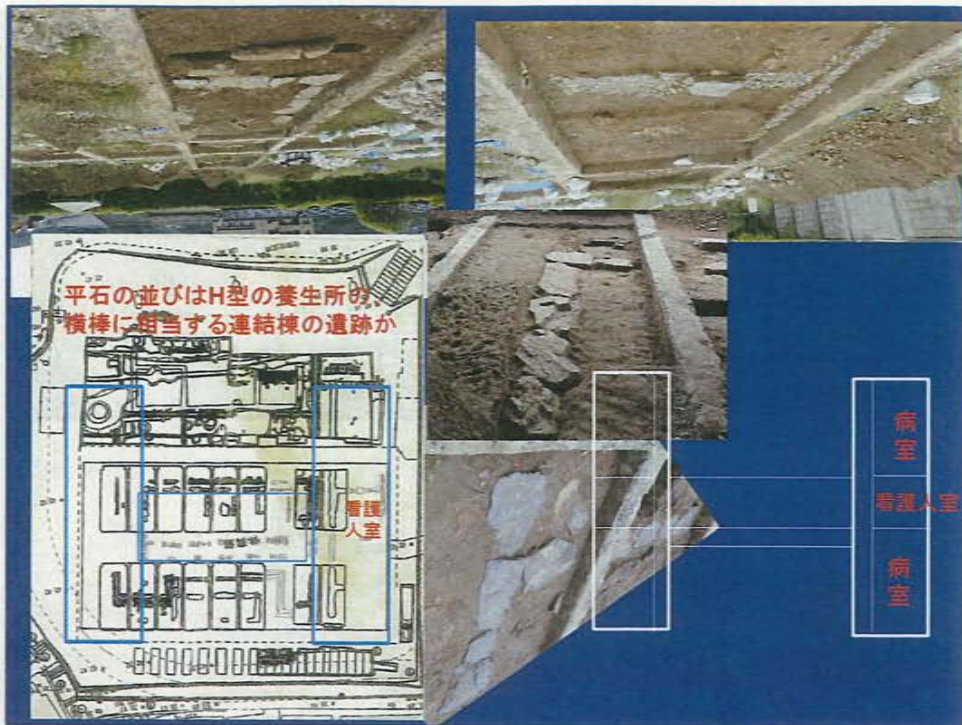 平石の並びはH型の養生所の、
横棒に相当する連結棟の遺跡か
看護
人室
病室
看護人室
病室